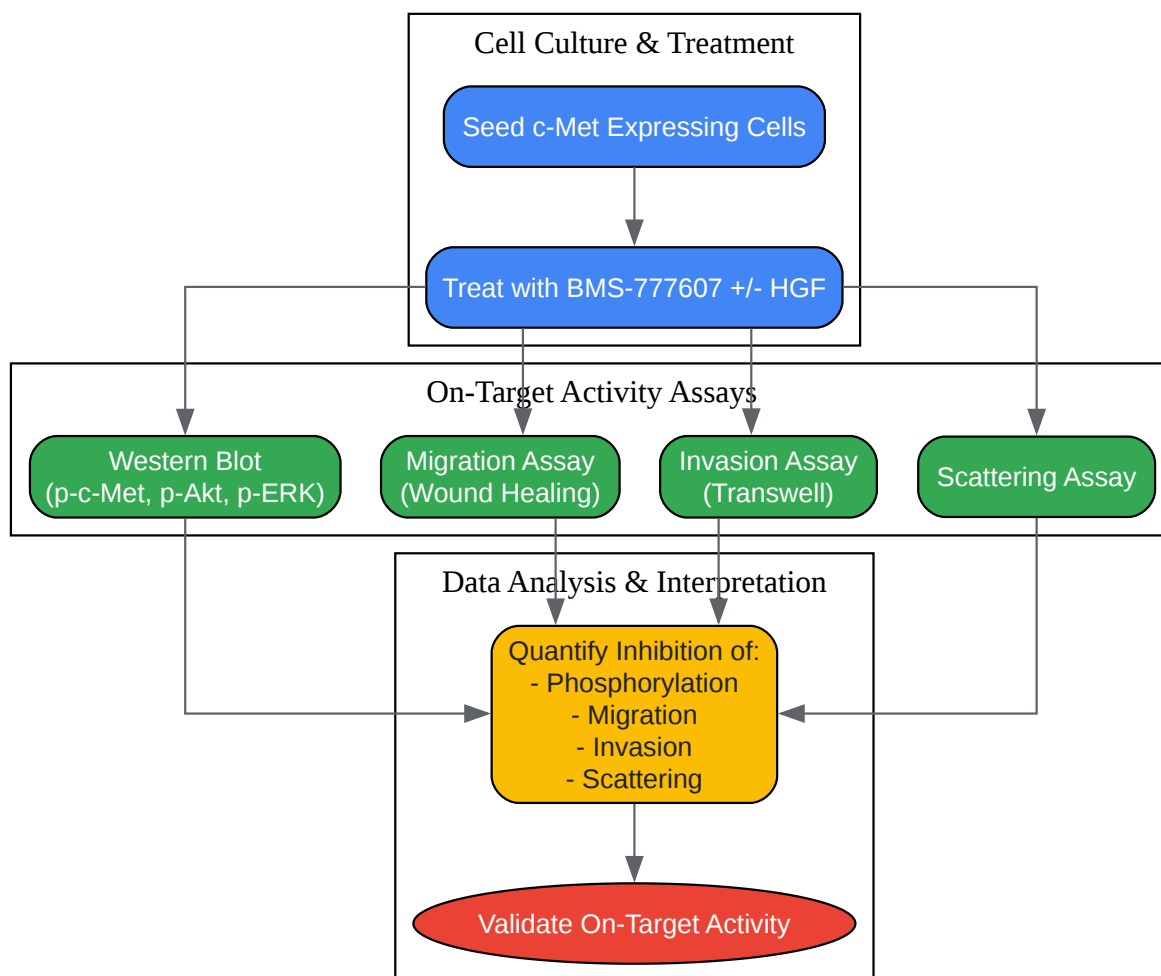 Cell Culture & Treatment
Seed c-Met Expressing Cells
Treat with BMS-777607 +/- HGF
On-Target Activity Assays
Western Blot
(p-c-Met, p-Akt, p-ERK)
Migration Assay
(Wound Healing)
Invasion Assay
(Transwell)
Scattering Assay
Data Analysis & Interpretation
Quantify Inhibition of:
- Phosphorylation
- Migration
- Invasion
- Scattering
Validate On-Target Activity